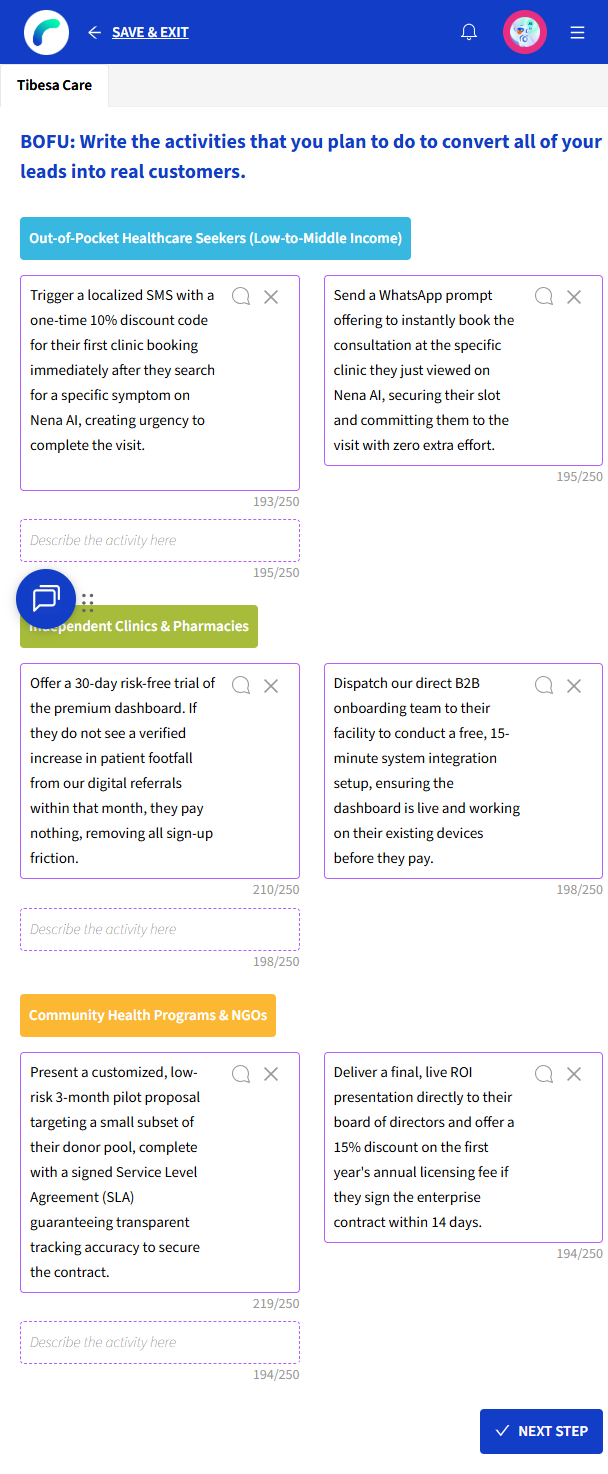 SAVE & EXIT
Tibesa Care
BOFU: Write the activities that you plan to do to convert all of your
leads into real customers.
Out-of-Pocket Healthcare Seekers (Low-to-Middle Income)
Trigger a localized SMS with a
one-time 10% discount code
for their first clinic booking
immediately after they search
for a specific symptom on
Nena AI, creating urgency to
complete the visit.
193/250
Send a WhatsApp prompt
offering to instantly book the
consultation at the specific
clinic they just viewed on
Nena AI, securing their slot
and committing them to the
visit with zero extra effort.
195/250
Describe the activity here
195/250
Independent Clinics & Pharmacies
Offer a 30-day risk-free trial of
the premium dashboard. If
they do not see a verified
increase in patient footfall
from our digital referrals
within that month, they pay
nothing, removing all sign-up
friction.
210/250
Dispatch our direct B2B
onboarding team to their
facility to conduct a free, 15-
minute system integration
setup, ensuring the
dashboard is live and working
on their existing devices
before they pay.
198/250
Describe the activity here
198/250
Community Health Programs & NGOs
Present a customized, low-
risk 3-month pilot proposal
targeting a small subset of
their donor pool, complete
with a signed Service Level
Agreement (SLA)
guaranteeing transparent
tracking accuracy to secure
the contract.
219/250
Deliver a final, live ROI
presentation directly to their
board of directors and offer a
15% discount on the first
year's annual licensing fee if
they sign the enterprise
contract within 14 days.
194/250
Describe the activity here
194/250
NEXT STEP